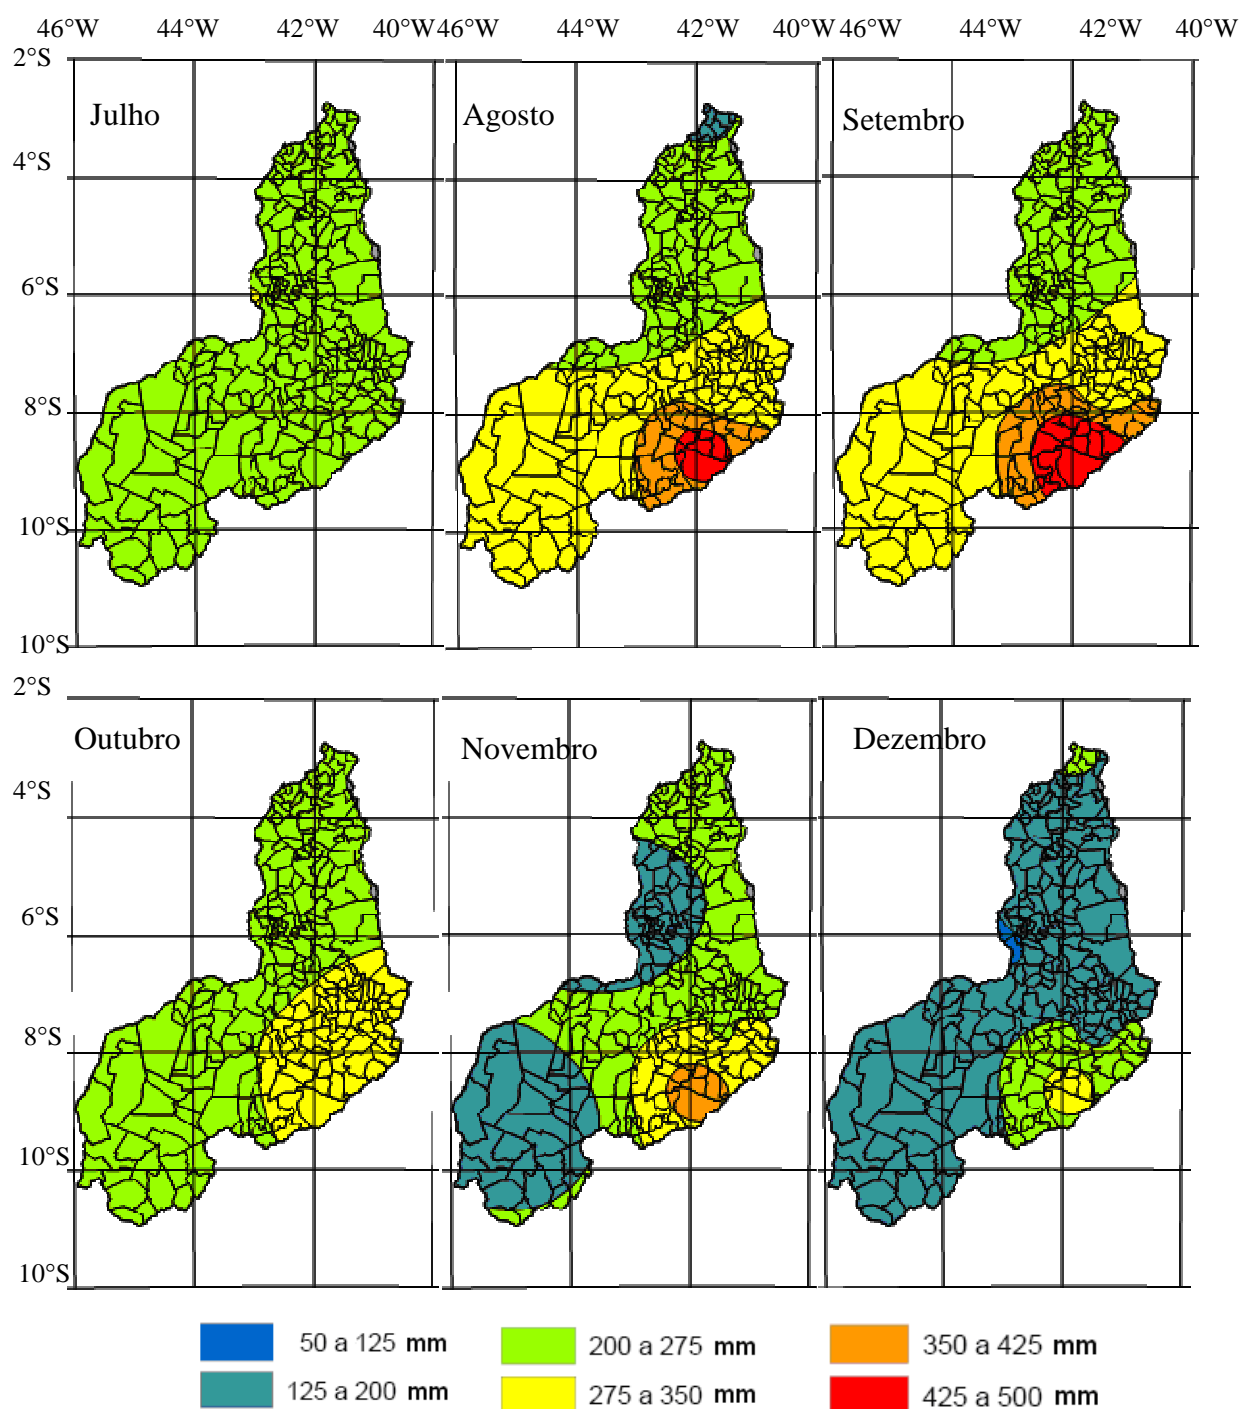 46°W 44°W 42°W 40°W 46°W 44°W 42°W 40°W 46°W 44°W 42°W 40°W
2°S
Julho Agosto Setembro
4°S
6°S
8°S
10°S
10°S
2°S
Outubro Novembro Dezembro
4°S
6°S
8°S
10°S
10°S
50 a 125 mm 200 a 275 mm 350 a 425 mm
125 a 200 mm 275 a 350 mm 425 a 500 mm